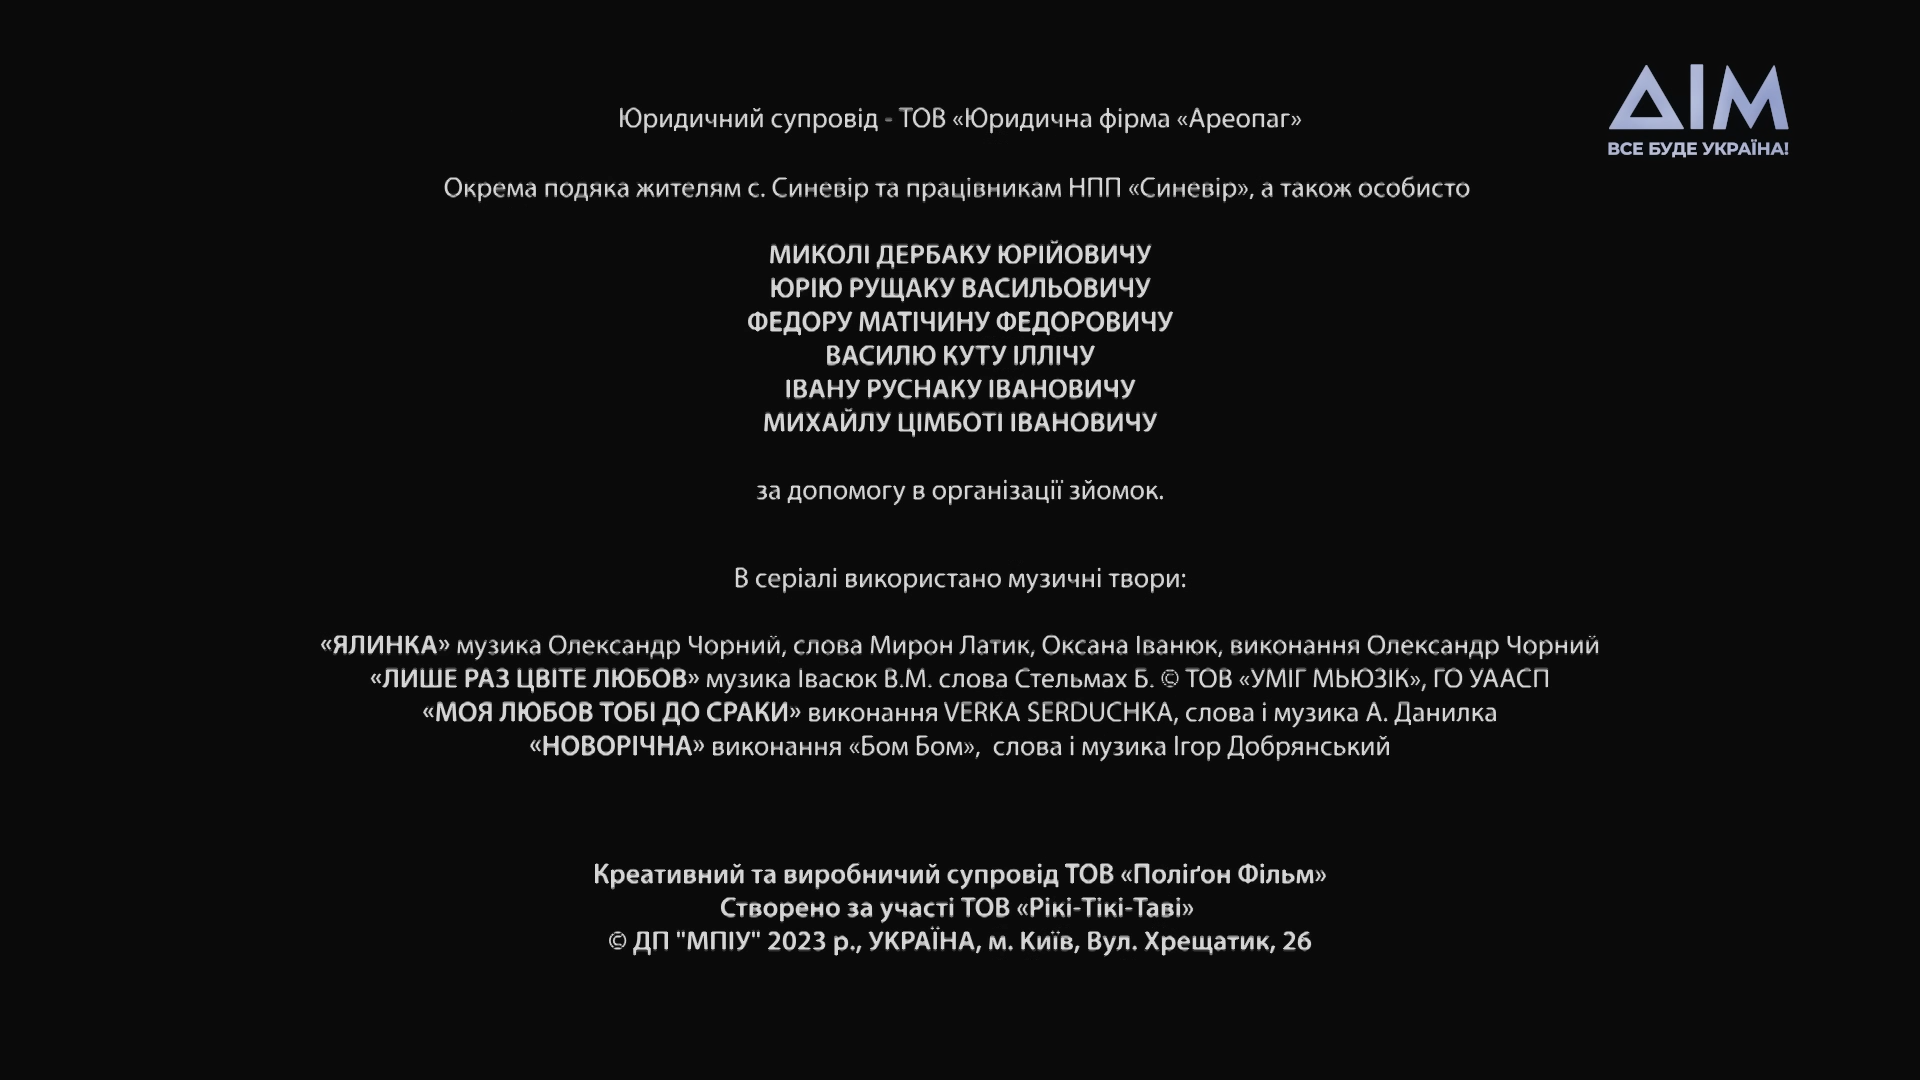 ДІМ
ВСЕ БУДЕ УКРАЇНА!
Юридичний супровід - ТОВ «Юридична фірма «Ареопаг»
Окрема подяка жителям с. Синевір та працівникам НПП «Синевір», а також особисто
МИКОЛІ ДЕРБАКУ ЮРІЙОВИЧУ
ЮРІЮ РУЩАКУ ВАСИЛЬОВИЧУ
ФЕДОРУ МАТІЧИНУ ФЕДОРОВИЧУ
ВАСИЛЮ КУТУ ІЛЛІЧУ
ІВАНУ РУСНАКУ ІВАНОВИЧУ
МИХАЙЛУ ЦІМБОТІ ІВАНОВИЧУ
за допомогу в організації зйомок.
В серіалі використано музичні твори:
«ЯЛИНКА» музика Олександр Чорний, слова Мирон Латик, Оксана Іванюк, виконання Олександр Чорний
«ЛИШЕ РАЗ ЦВІТЕ ЛЮБОВ» музика Івасюк В.М. слова Стельмах Б. © ТОВ «УМІГ МЬЮЗІК», ГО УААСП
«МОЯ ЛЮБОВ ТОБІ ДО СРАКИ» виконання VERKA SERDUCHKA, слова і музика А. Данилка
«НОВОРІЧНА» виконання «Бом Бом»,  слова і музика Ігор Добрянський
Креативний та виробничий супровід ТОВ «Поліґон Фільм»
Створено за участі ТОВ «Рікі-Тікі-Таві»
© ДП "МПІУ" 2023 р., УКРАЇНА, м. Київ, Вул. Хрещатик, 26